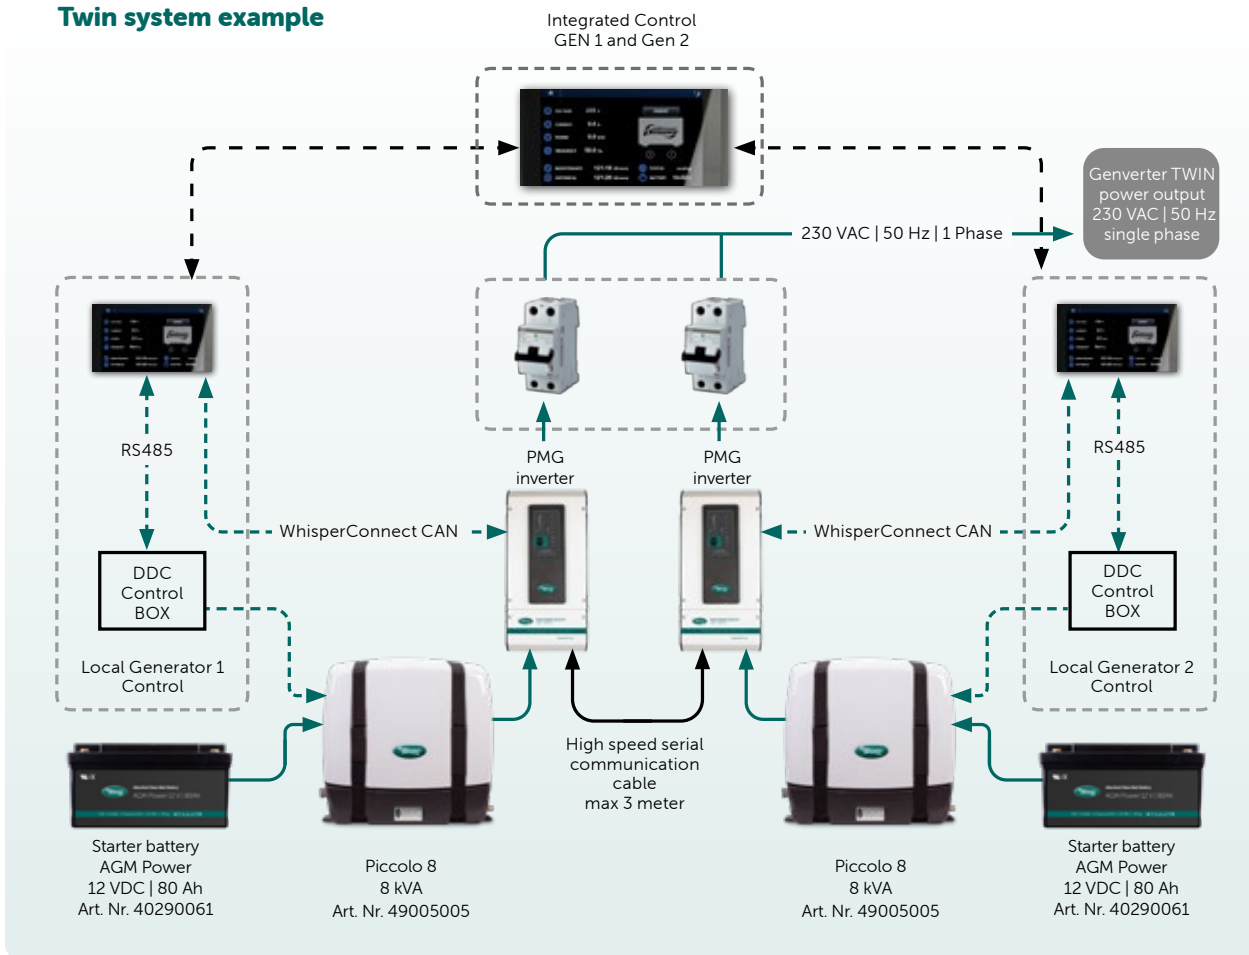 Twin system example
Integrated Control
GEN 1 and Gen 2
Genverter TWIN
power output
230 VAC | 50 Hz
single phase
230 VAC | 50 Hz | 1 Phase
RS485
PMG
inverter
PMG
inverter
RS485
WhisperConnect CAN
WhisperConnect CAN
DDC
Control
BOX
DDC
Control
BOX
Local Generator 1
Control
Local Generator 2
Control
High speed serial
communication
cable
max 3 meter
Starter battery
AGM Power
12 VDC | 80 Ah
Art. Nr. 40290061
Piccolo 8
8 kVA
Art. Nr. 49005005
Piccolo 8
8 kVA
Art. Nr. 49005005
Starter battery
AGM Power
12 VDC | 80 Ah
Art. Nr. 40290061